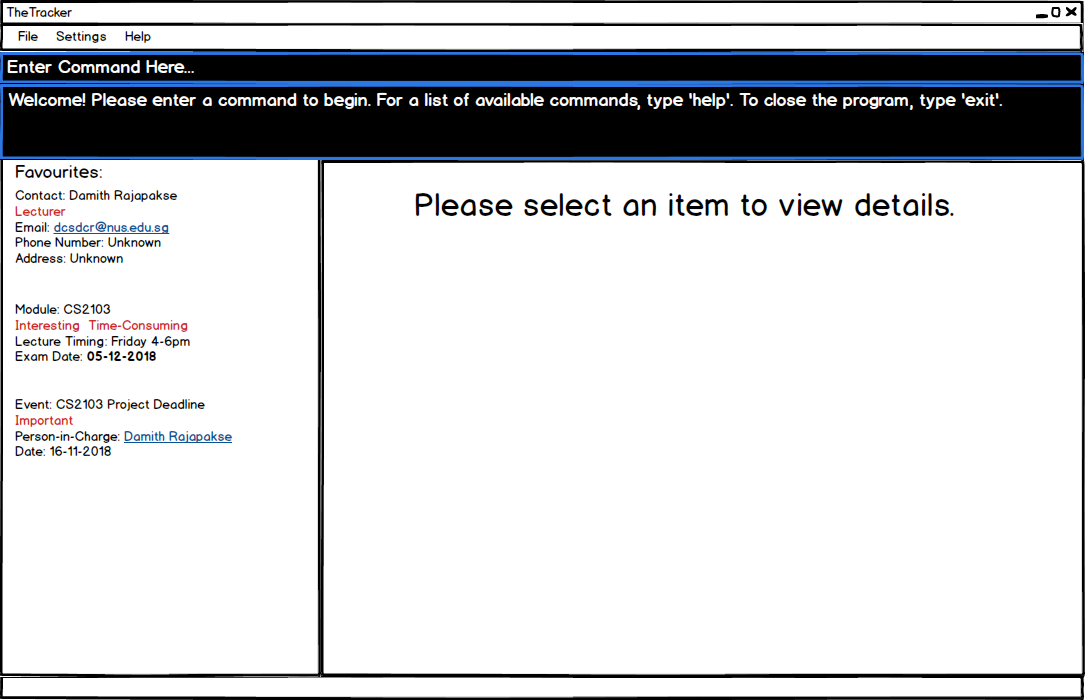 TheTracker
File Settings Help
Enter Command Here...
Welcome! Please enter a command to begin. For a list of available commands, type 'help'. To close the program, type 'exit'.
Favourites:
Contact: Damith Rajapakse
Lecturer
Email: dcsdcr@nus.edu.sg
Phone Number: Unknown
Address: Unknown
Module: CS2103
Interesting Time-Consuming
Lecture Timing: Friday 4-6pm
Exam Date: 05-12-2018
Event: CS2103 Project Deadline
Important
Person-in-Charge: Damith Rajapakse
Date: 16-11-2018
Please select an item to view details.